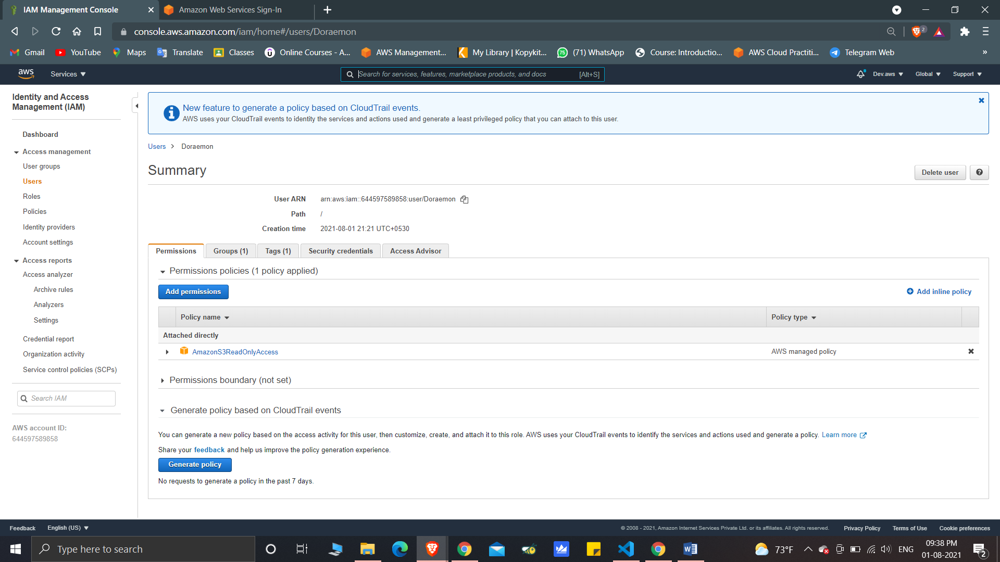 IAM Management Console
Amazon Web Services Sign-In
console.aws.amazon.com/iam/home#/users/Doraemon
2
Gmail
YouTube
Maps
Translate
Classes
Online Courses - A...
AWS Management...
My Library | Kopykit...
75
(71) WhatsApp
Course: Introductio...
AWS Cloud Practiti...
Telegram Web
»
aws
Services
Search for services, features, marketplace products, and docs
[Alt+S]
Dev.aws
Global
Support
Identity and Access
Management (IAM)
Dashboard
Access management
User groups
Users
Roles
Policies
Identity providers
Account settings
Access reports
Access analyzer
Archive rules
Analyzers
Settings
Credential report
Organization activity
Service control policies (SCPs)
Search IAM
AWS account ID:
644597589858
New feature to generate a policy based on CloudTrail events.
AWS uses your CloudTrail events to identify the services and actions used and generate a least privileged policy that you can attach to this user.
Users > Doraemon
Summary
Delete user
User ARN arn:aws:iam::644597589858:user/Doraemon
Path /
Creation time 2021-08-01 21:21 UTC+0530
Permissions
Groups (1)
Tags (1)
Security credentials
Access Advisor
Permissions policies (1 policy applied)
Add permissions
Add inline policy
Policy name
Policy type
Attached directly
AmazonS3ReadOnlyAccess
AWS managed policy
Permissions boundary (not set)
Generate policy based on CloudTrail events
You can generate a new policy based on the access activity for this user, then customize, create, and attach it to this role. AWS uses your CloudTrail events to identify the services and actions used and generate a policy. Learn more
Share your feedback and help us improve the policy generation experience.
Generate policy
No requests to generate a policy in the past 7 days.
Feedback
English (US)
© 2008 - 2021, Amazon Internet Services Private Ltd. or its affiliates. All rights reserved.
Privacy Policy
Terms of Use
Cookie preferences
Type here to search
73°F
ENG
09:38 PM
01-08-2021
2